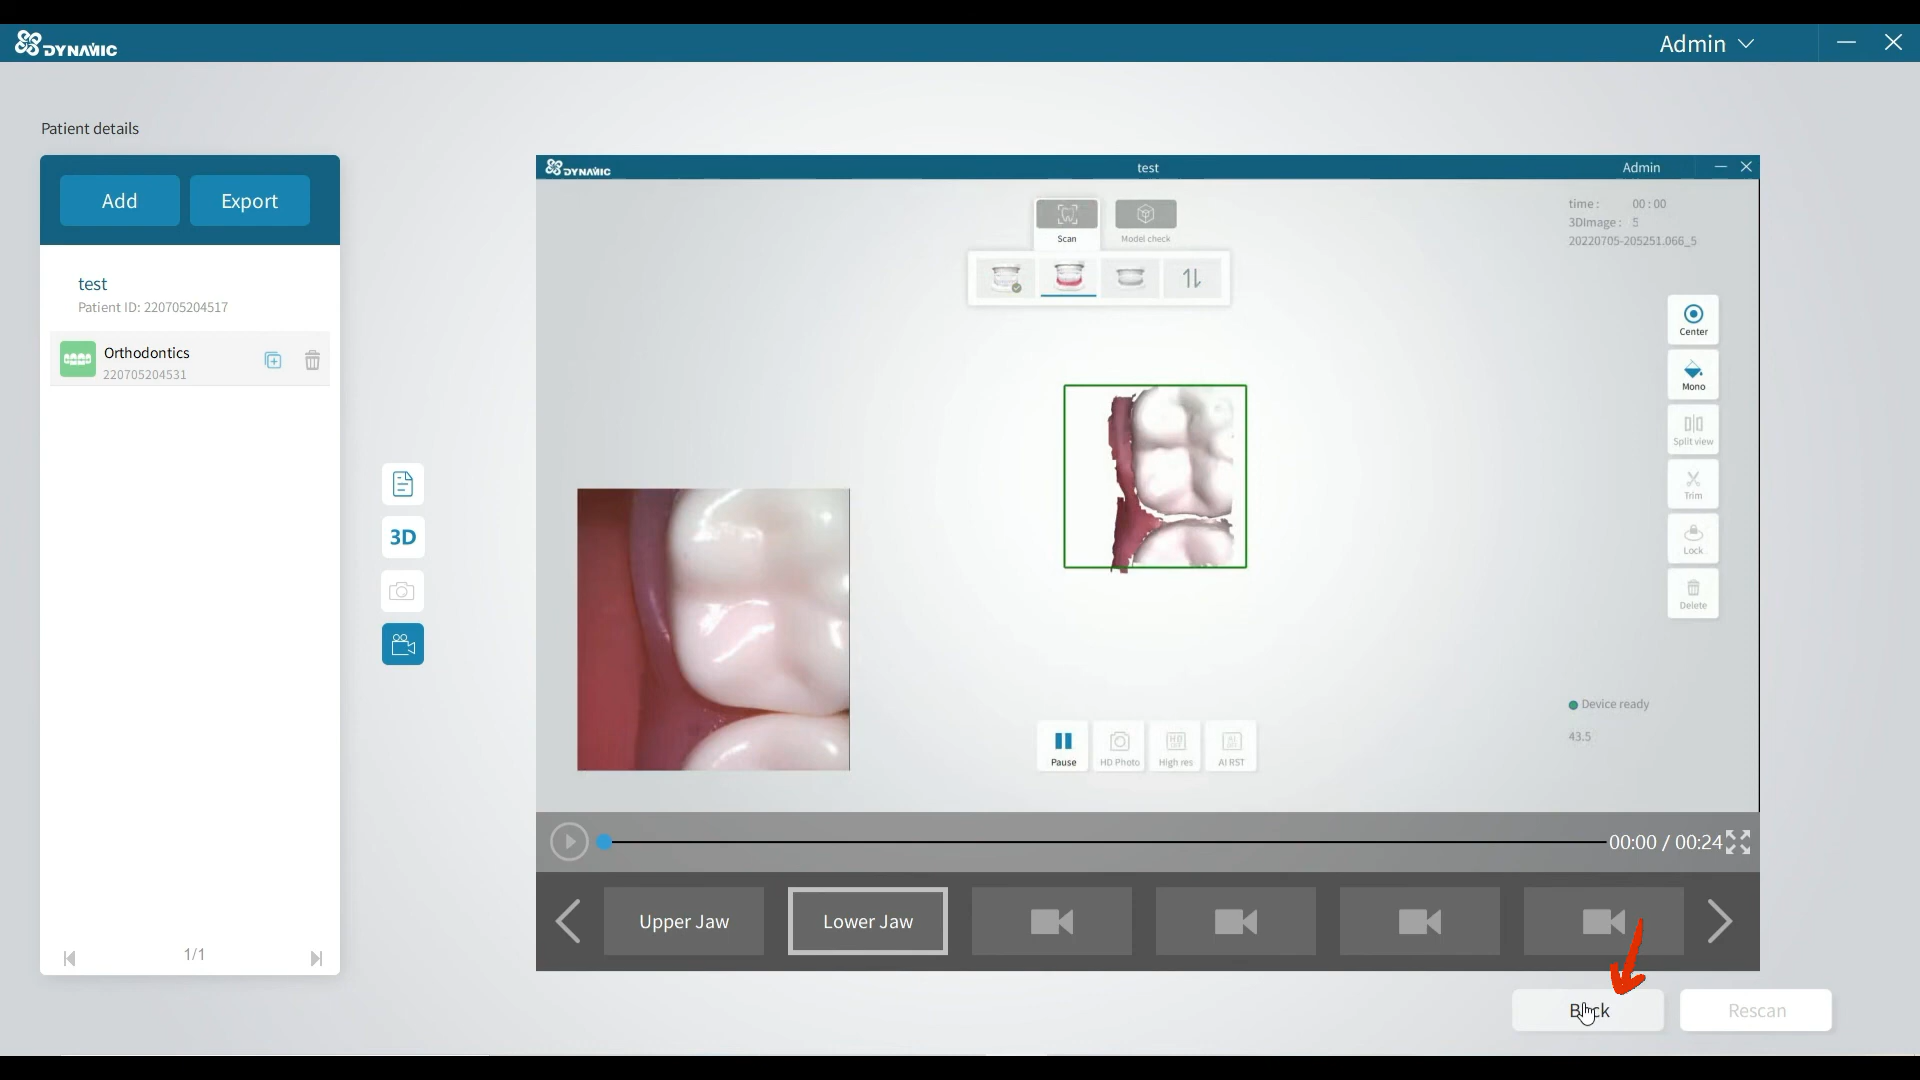 DYNAMIC
Admin
Patient details
Add
Export
test
Patient ID: 220705204517
Orthodontics
220705204531
3D
1/1
DYNAMIC
test
Admin
Scan
Model check
time : 00 : 00
3DImage : 5
20220705-205251.066_5
Center
Mono
Split view
Trim
Lock
Delete
Device ready
43.5
Pause
HD Photo
High res
AI RST
00:00 / 00:24
Upper Jaw
Lower Jaw
Back
Rescan